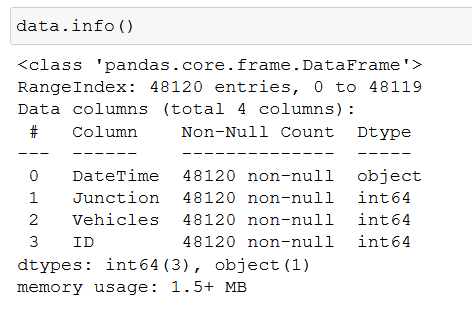 data.info()
<class 'pandas.core.frame.DataFrame'>
RangeIndex: 48120 entries, 0 to 48119
Data columns (total 4 columns):
 #   Column    Non-Null Count  Dtype
---  ------    --------------  -----
 0   DateTime  48120 non-null  object
 1   Junction  48120 non-null  int64
 2   Vehicles  48120 non-null  int64
 3   ID        48120 non-null  int64
dtypes: int64(3), object(1)
memory usage: 1.5+ MB